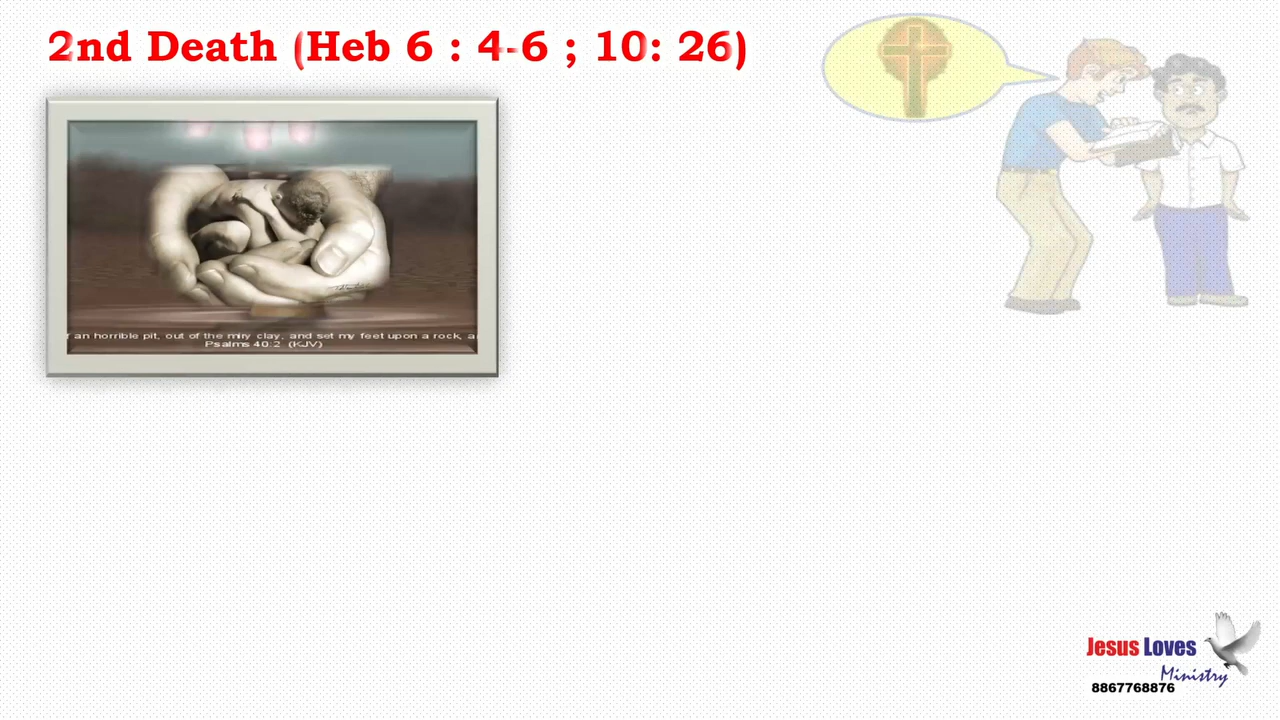 2nd Death (Heb 6 : 4-6 ; 10: 26)
an horrible pit, out of the miry clay, and set my feet upon a rock,
Psalms 40:2 (KJV)
Jesus Loves
Ministry
8867768876